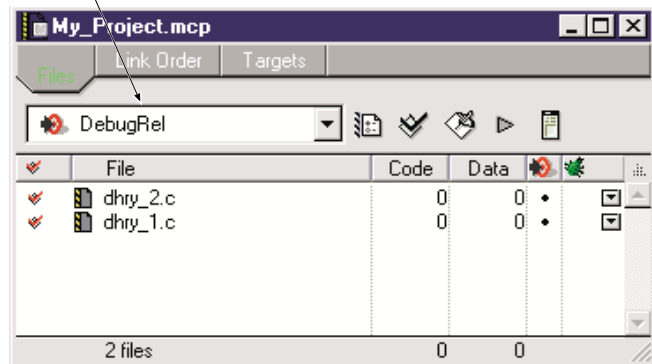 My_Project.mcp
Files Link Order Targets
DebugRel
File Code Data
dhry_2.c 0 0
dhry_1.c 0 0
2 files 0 0